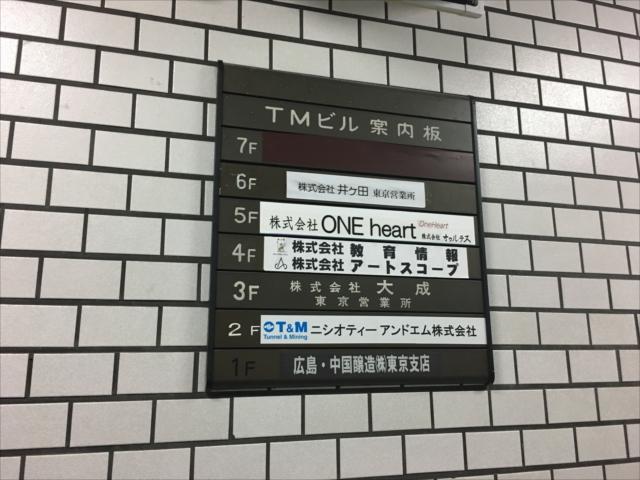 TMビル 案内板
7F
6F 株式会社 井ケ田 東京営業所
5F 株式会社 ONE heart OneHeart
株式会社 サウルテス
4F 株式会社 教育情報
株式会社 アートスコープ
3F 株式会社 大成
東京営業所
2F T&M ニシオティーアンドエム株式会社
Tunnel & Mining
1F 広島・中国醸造㈱東京支店